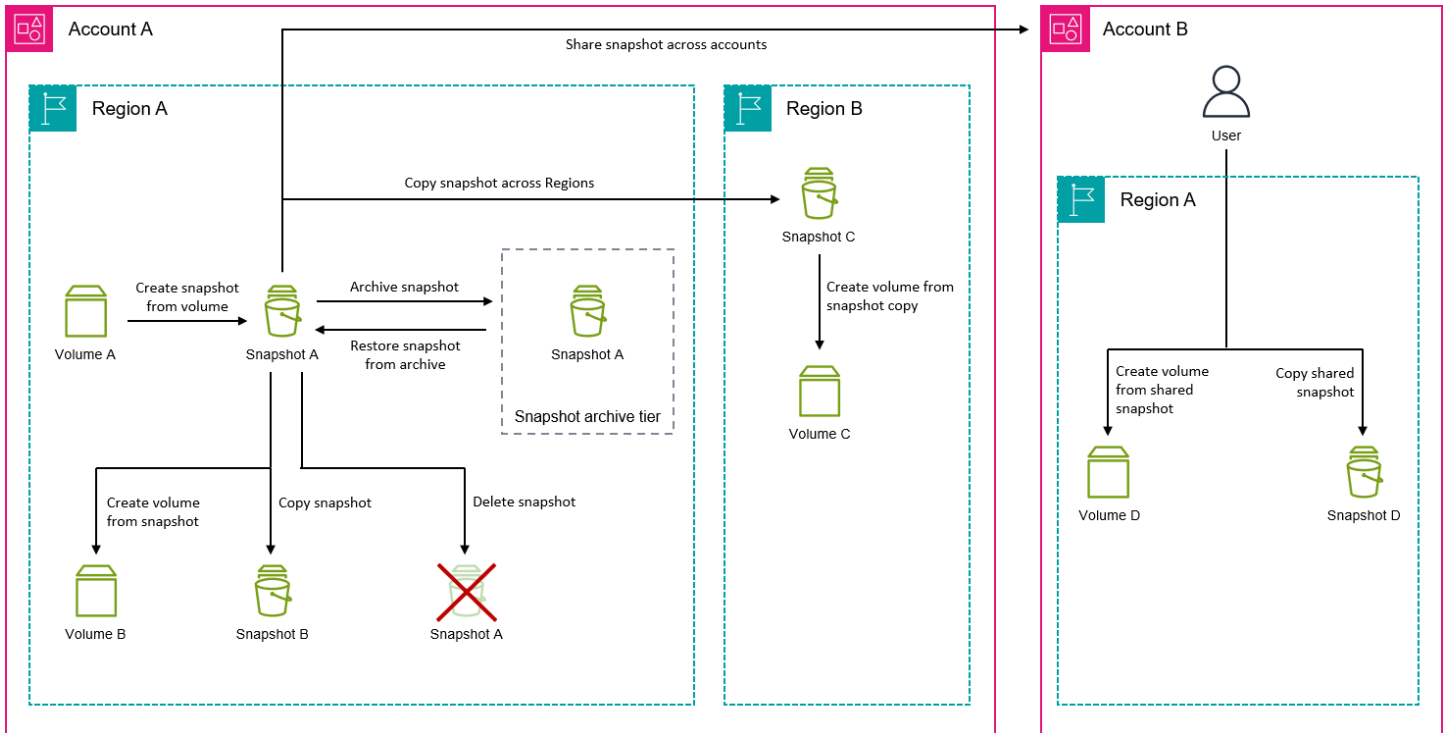 Account A
Share snapshot across accounts
Account B
Region A
Region B
User
Copy snapshot across Regions
Region A
Snapshot C
Create snapshot
from volume
Archive snapshot
Create volume from
snapshot copy
Volume A
Snapshot A
Restore snapshot
from archive
Snapshot A
Snapshot archive tier
Volume C
Create volume
from shared
snapshot
Copy shared
snapshot
Create volume
from snapshot
Copy snapshot
Delete snapshot
Volume D
Snapshot D
Volume B
Snapshot B
Snapshot A